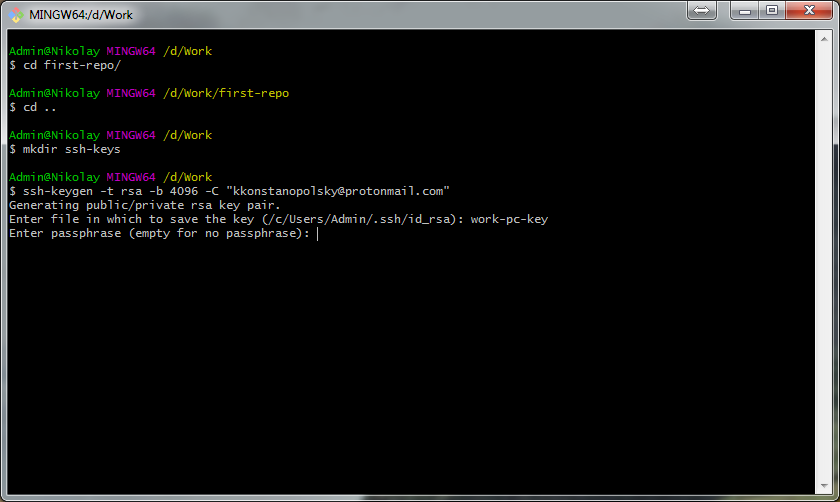 MINGW64:/d/Work
Admin@Nikolay MINGW64 /d/Work
$ cd first-repo/
Admin@Nikolay MINGW64 /d/Work/first-repo
$ cd ..
Admin@Nikolay MINGW64 /d/Work
$ mkdir ssh-keys
Admin@Nikolay MINGW64 /d/Work
$ ssh-keygen -t rsa -b 4096 -C "kkonstanopolsky@protonmail.com"
Generating public/private rsa key pair.
Enter file in which to save the key (/c/Users/Admin/.ssh/id_rsa): work-pc-key
Enter passphrase (empty for no passphrase):